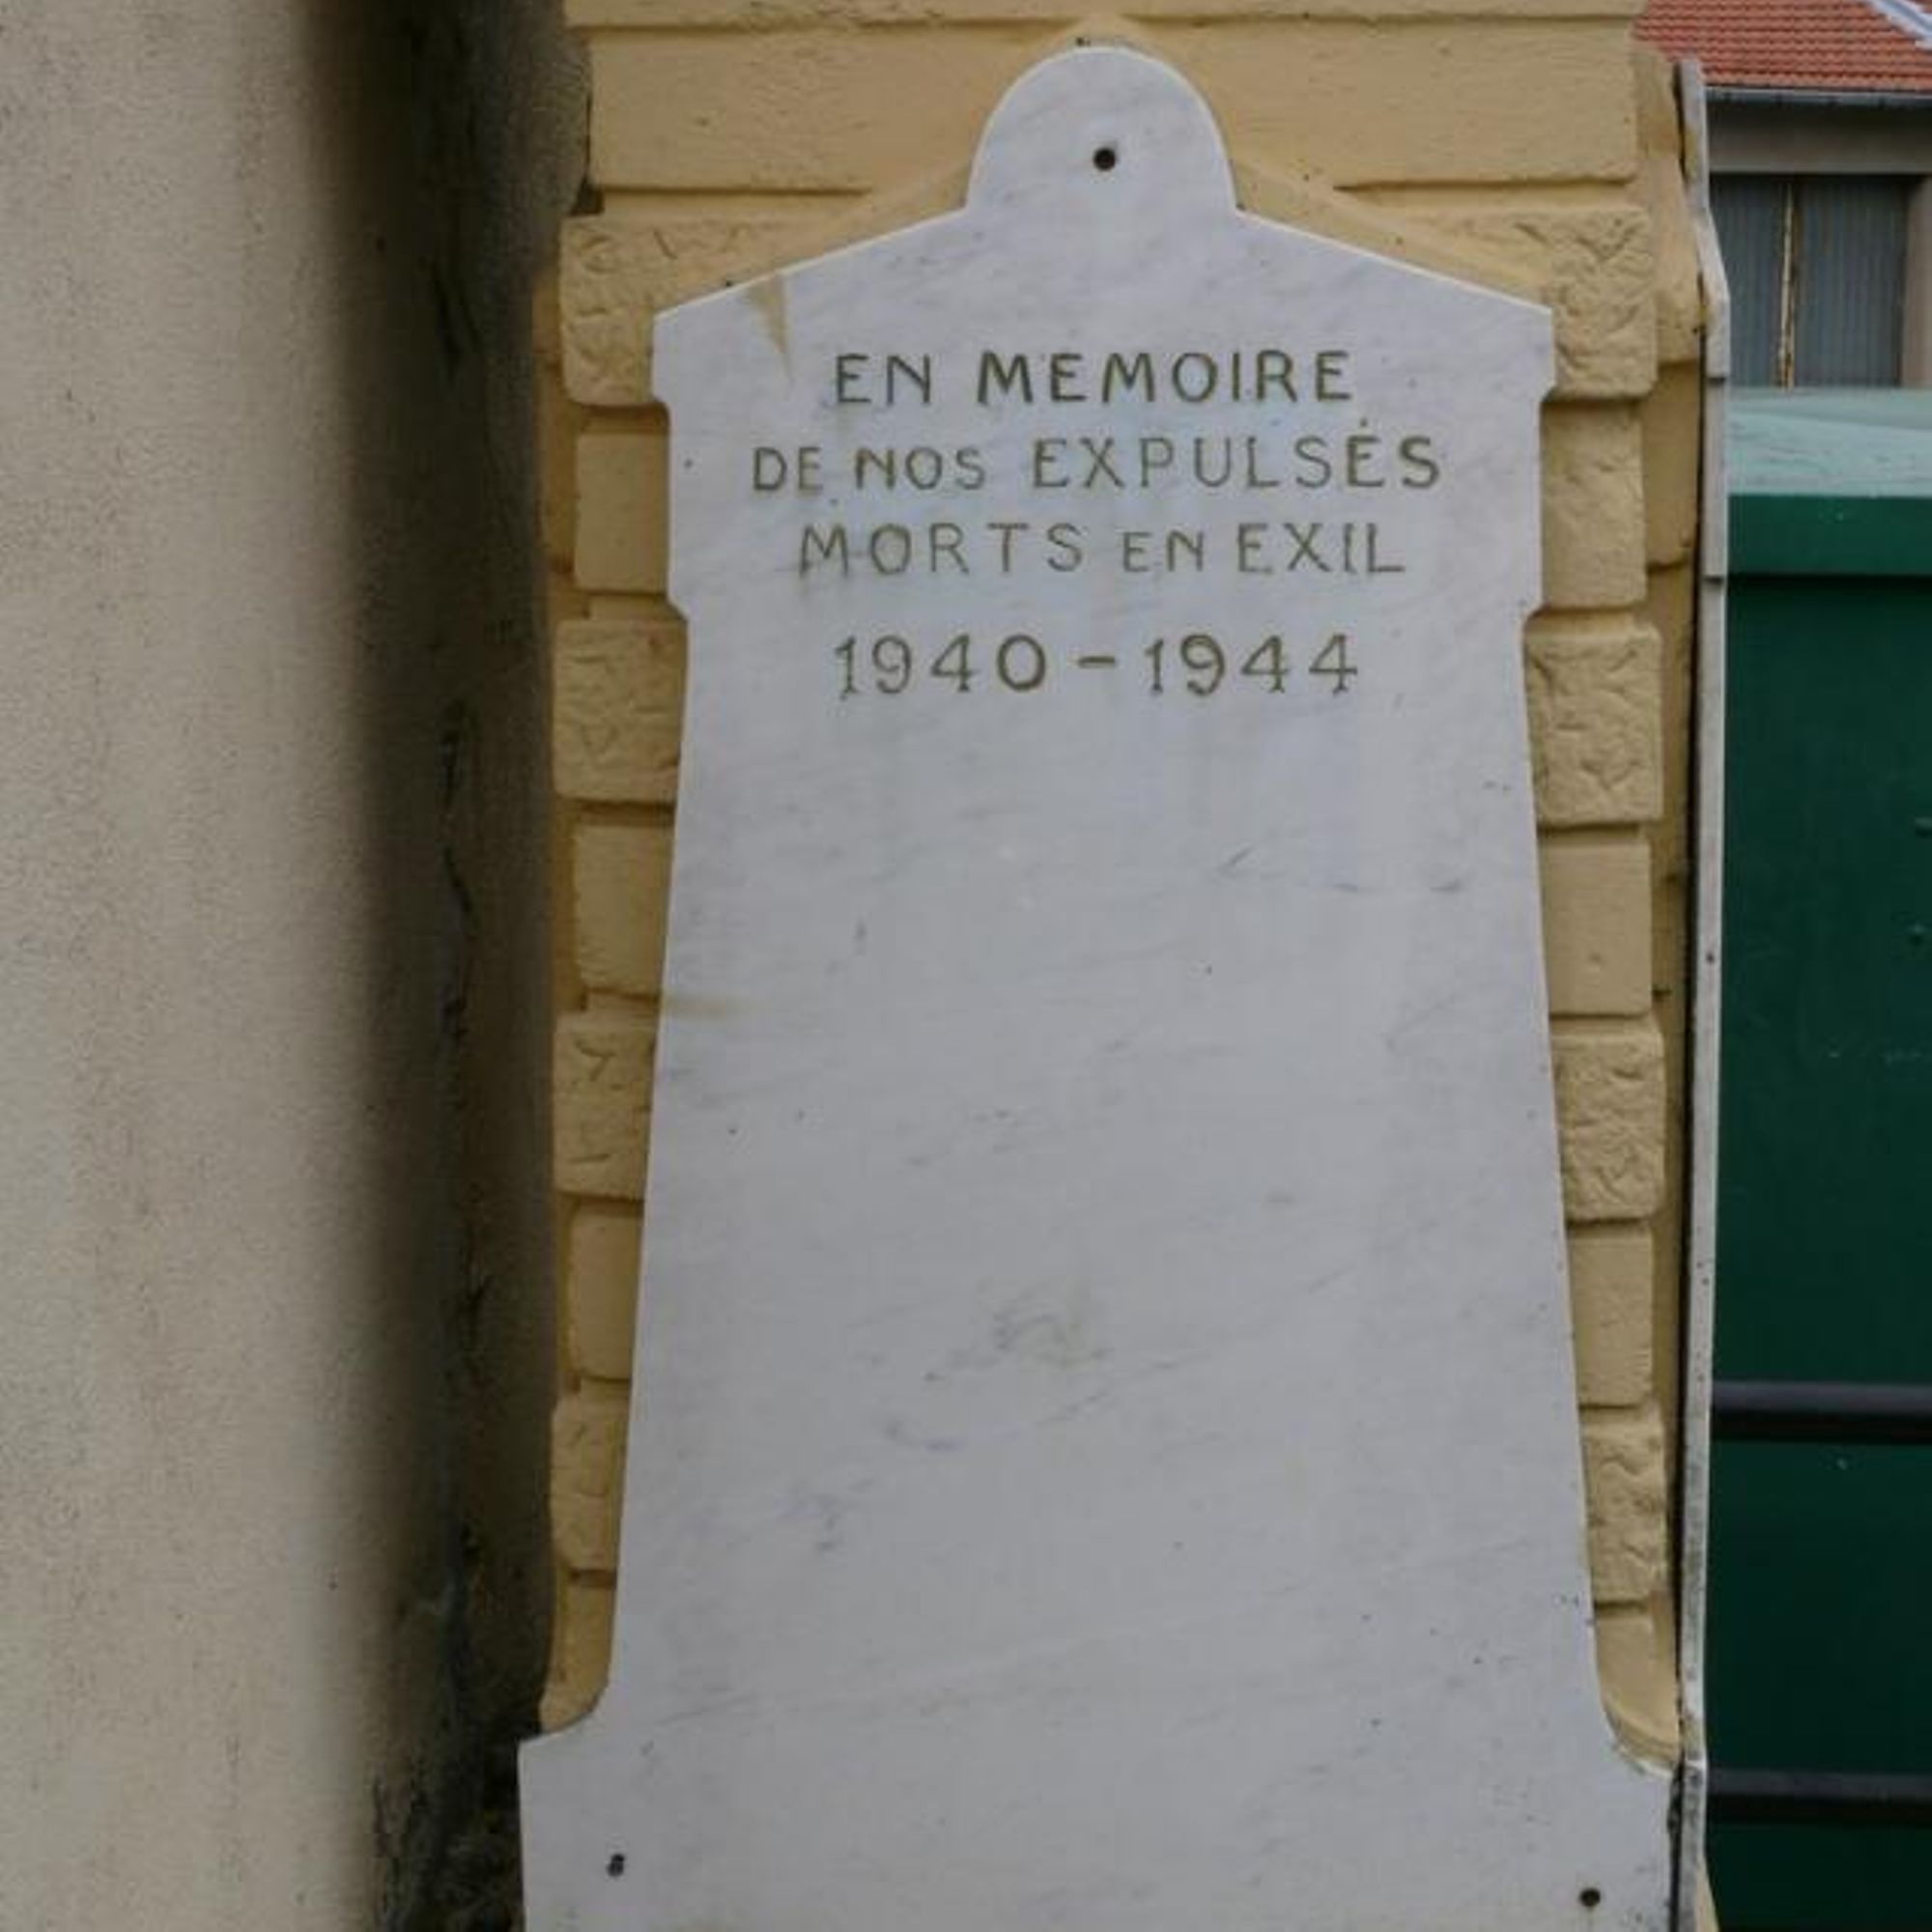 EN MEMOIRE
DE NOS EXPULSÉS
MORTS EN EXIL
1940-1944